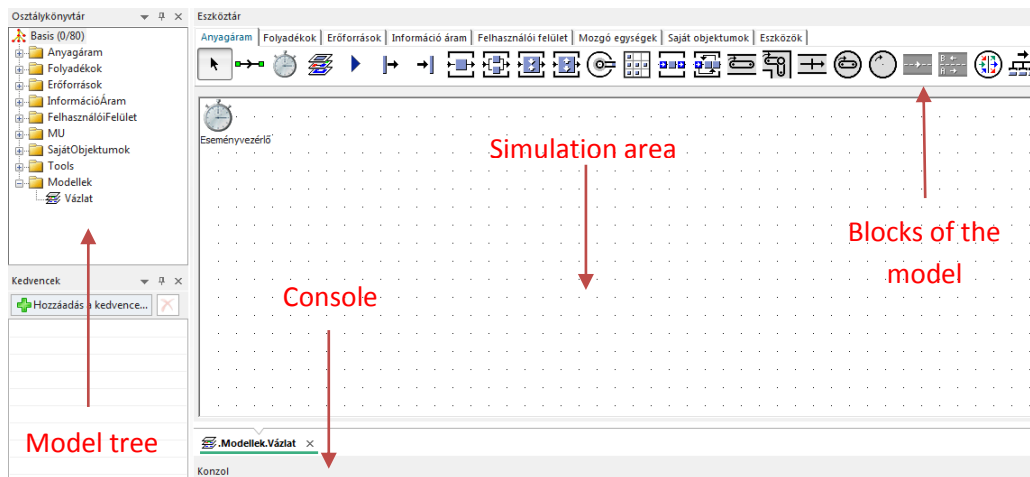 Osztálykönyvtár
Basis (0/80)
Anyagáram
Folyadékok
Erőforrások
InformációÁram
FelhasználóiFelület
MU
SajátObjektumok
Tools
Modellek
Vázlat
Kedvencek
Hozzáadás a kedvence...
Model tree
Eszköztár
Anyagáram Folyadékok Erőforrások Információ áram Felhasználói felület Mozgó egységek Saját objektumok Eszközök
B
A
Eseményvezérlő
Simulation area
Blocks of the
model
Console
.Modellek.Vázlat
Konzol